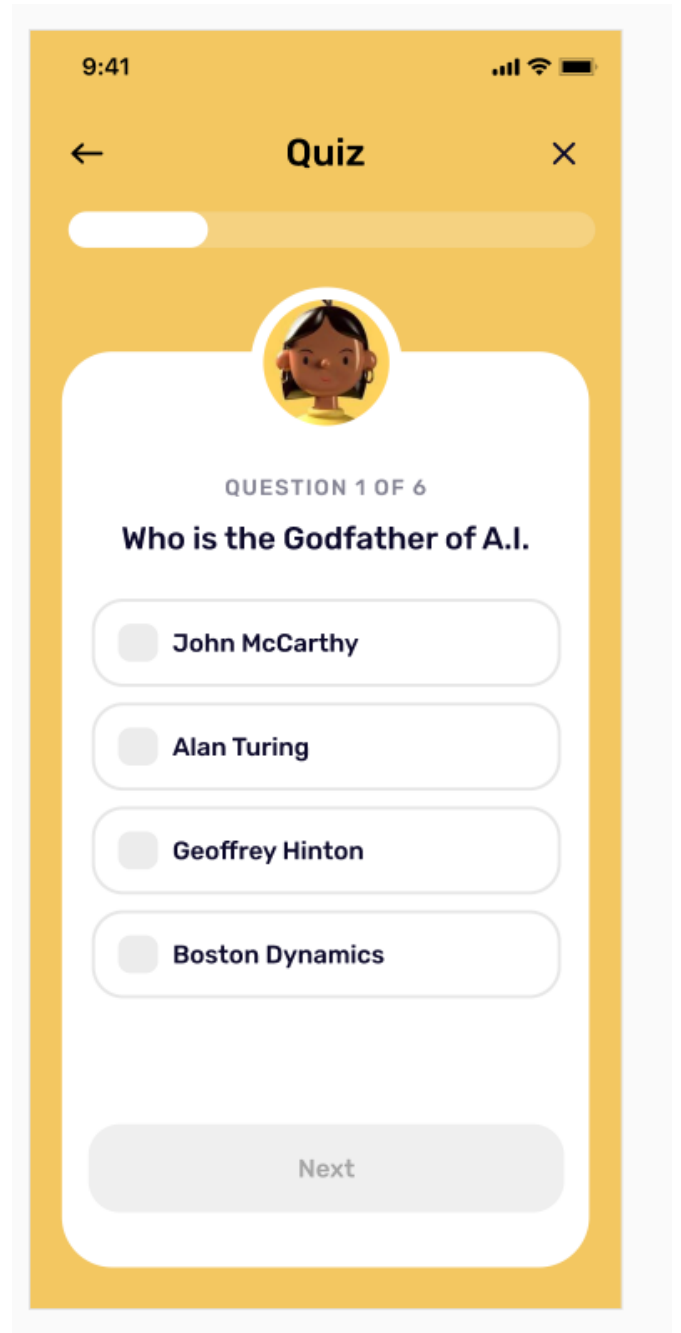 9:41
Quiz
QUESTION 1 OF 6
Who is the Godfather of A.I.
John McCarthy
Alan Turing
Geoffrey Hinton
Boston Dynamics
Next